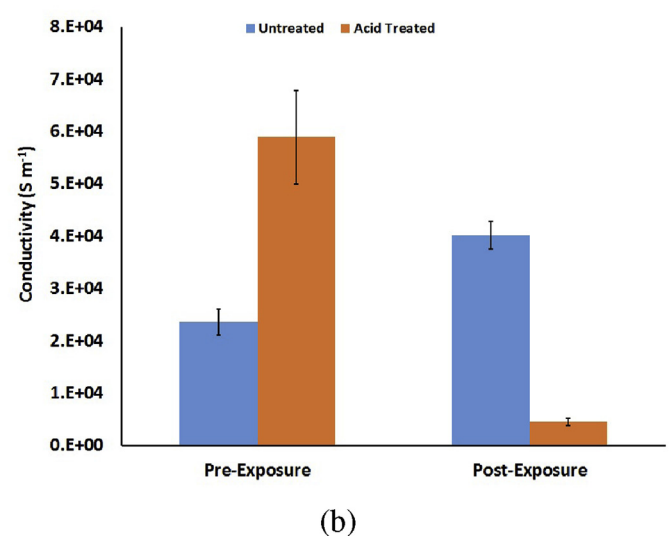 8.E+04
Untreated Acid Treated
7.E+04
6.E+04
5.E+04
4.E+04
3.E+04
2.E+04
1.E+04
0.E+00
Conductivity (S m⁻¹)
Pre-Exposure Post-Exposure
(b)